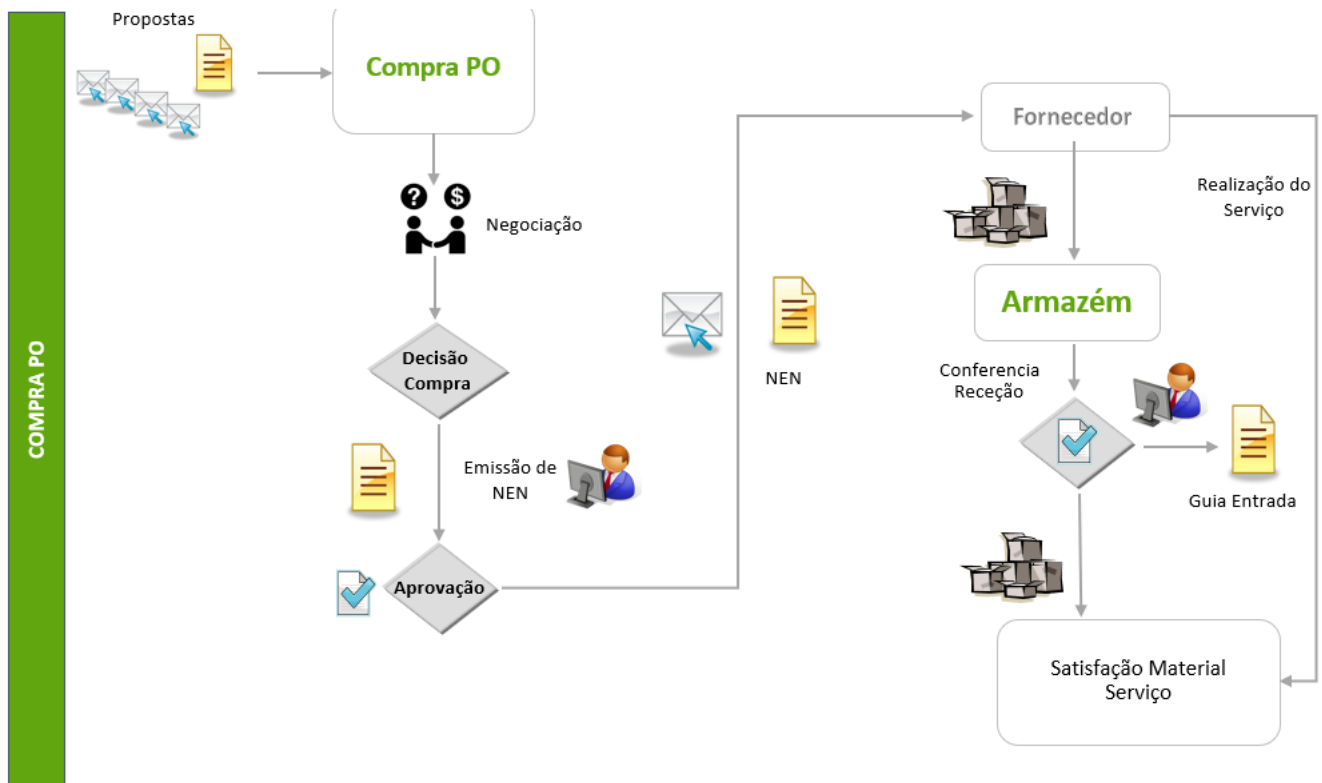 COMPRA PO
Propostas
Compra PO
Negociação
Decisão
Compra
Emissão de
NEN
Aprovação
NEN
Fornecedor
Realização do
Serviço
Armazém
Conferencia
Receção
Guia Entrada
Satisfação Material
Serviço